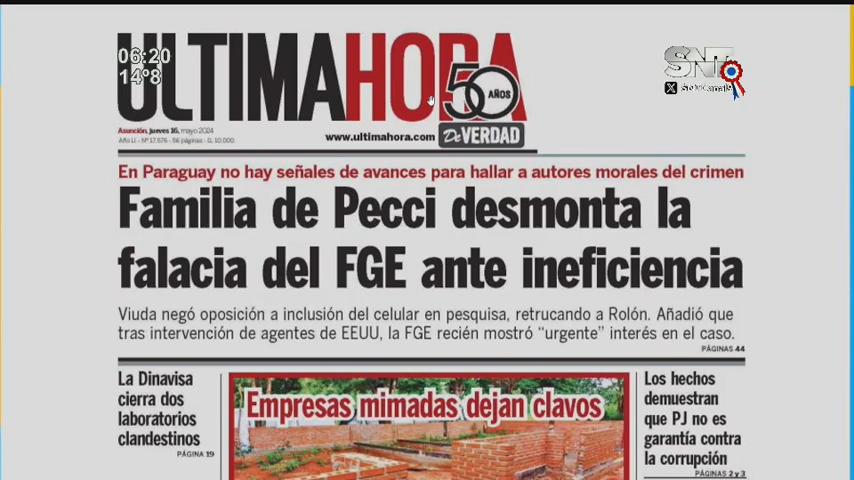 06:20
14°8
ULTIMAHORA
50 AÑOS
De VERDAD
SNT
Asunción, jueves 16, mayo 2024
www.ultimahora.com
En Paraguay no hay señales de avances para hallar a autores morales del crimen
Familia de Pecci desmonta la
falacia del FGE ante ineficiencia
Viuda negó oposición a inclusión del celular en pesquisa, retrucando a Rolón. Añadió que
tras intervención de agentes de EEUU, la FGE recién mostró “urgente” interés en el caso.
PÁGINAS 44
La Dinavisa
cierra dos
laboratorios
clandestinos
PÁGINA 19
Empresas mimadas dejan clavos
Los hechos
demuestran
que PJ no es
garantía contra
la corrupción
PÁGINAS 2 y 3